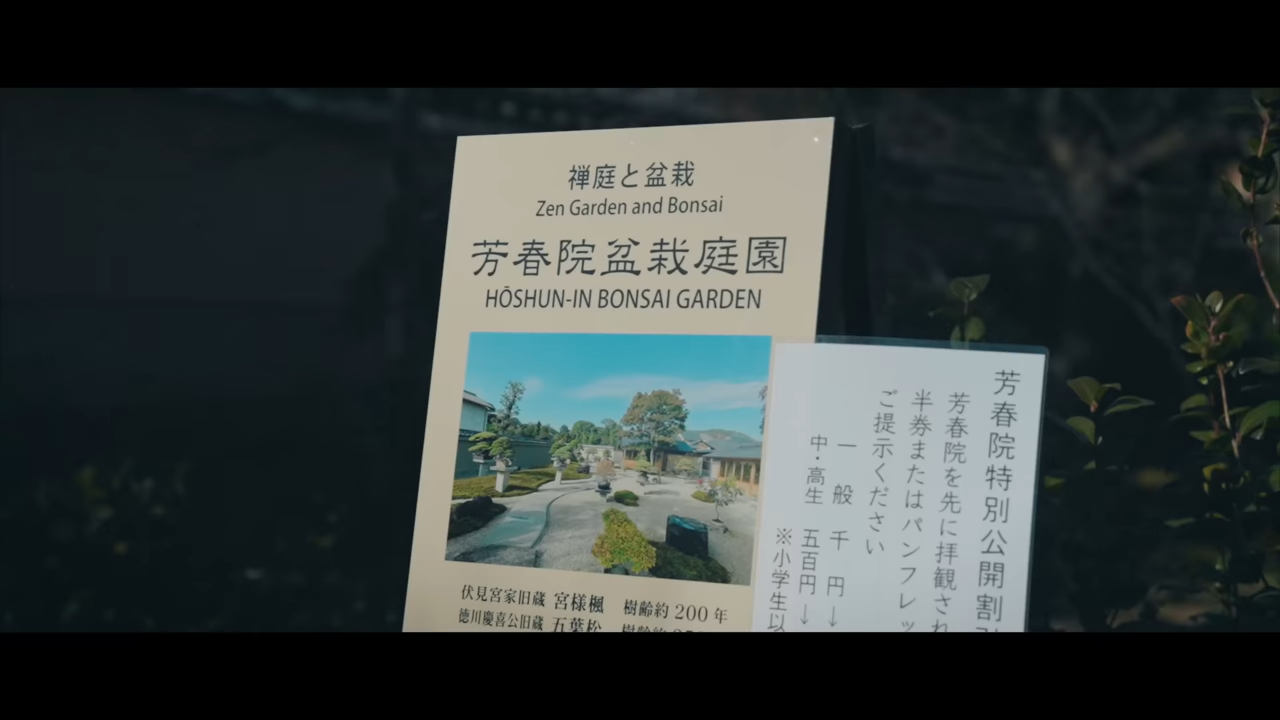 禅庭と盆栽
Zen Garden and Bonsai
芳春院盆栽庭園
HŌSHUN-IN BONSAI GARDEN
伏見宮家旧蔵 宮様楓 樹齢約200年
徳川慶喜公旧蔵 五葉松 樹齢約
芳春院特別公開割引
芳春院を先に拝観され
半券またはパンフレッ
ご提示ください
一般 千円↓
中・高生 五百円↓
※小学生以